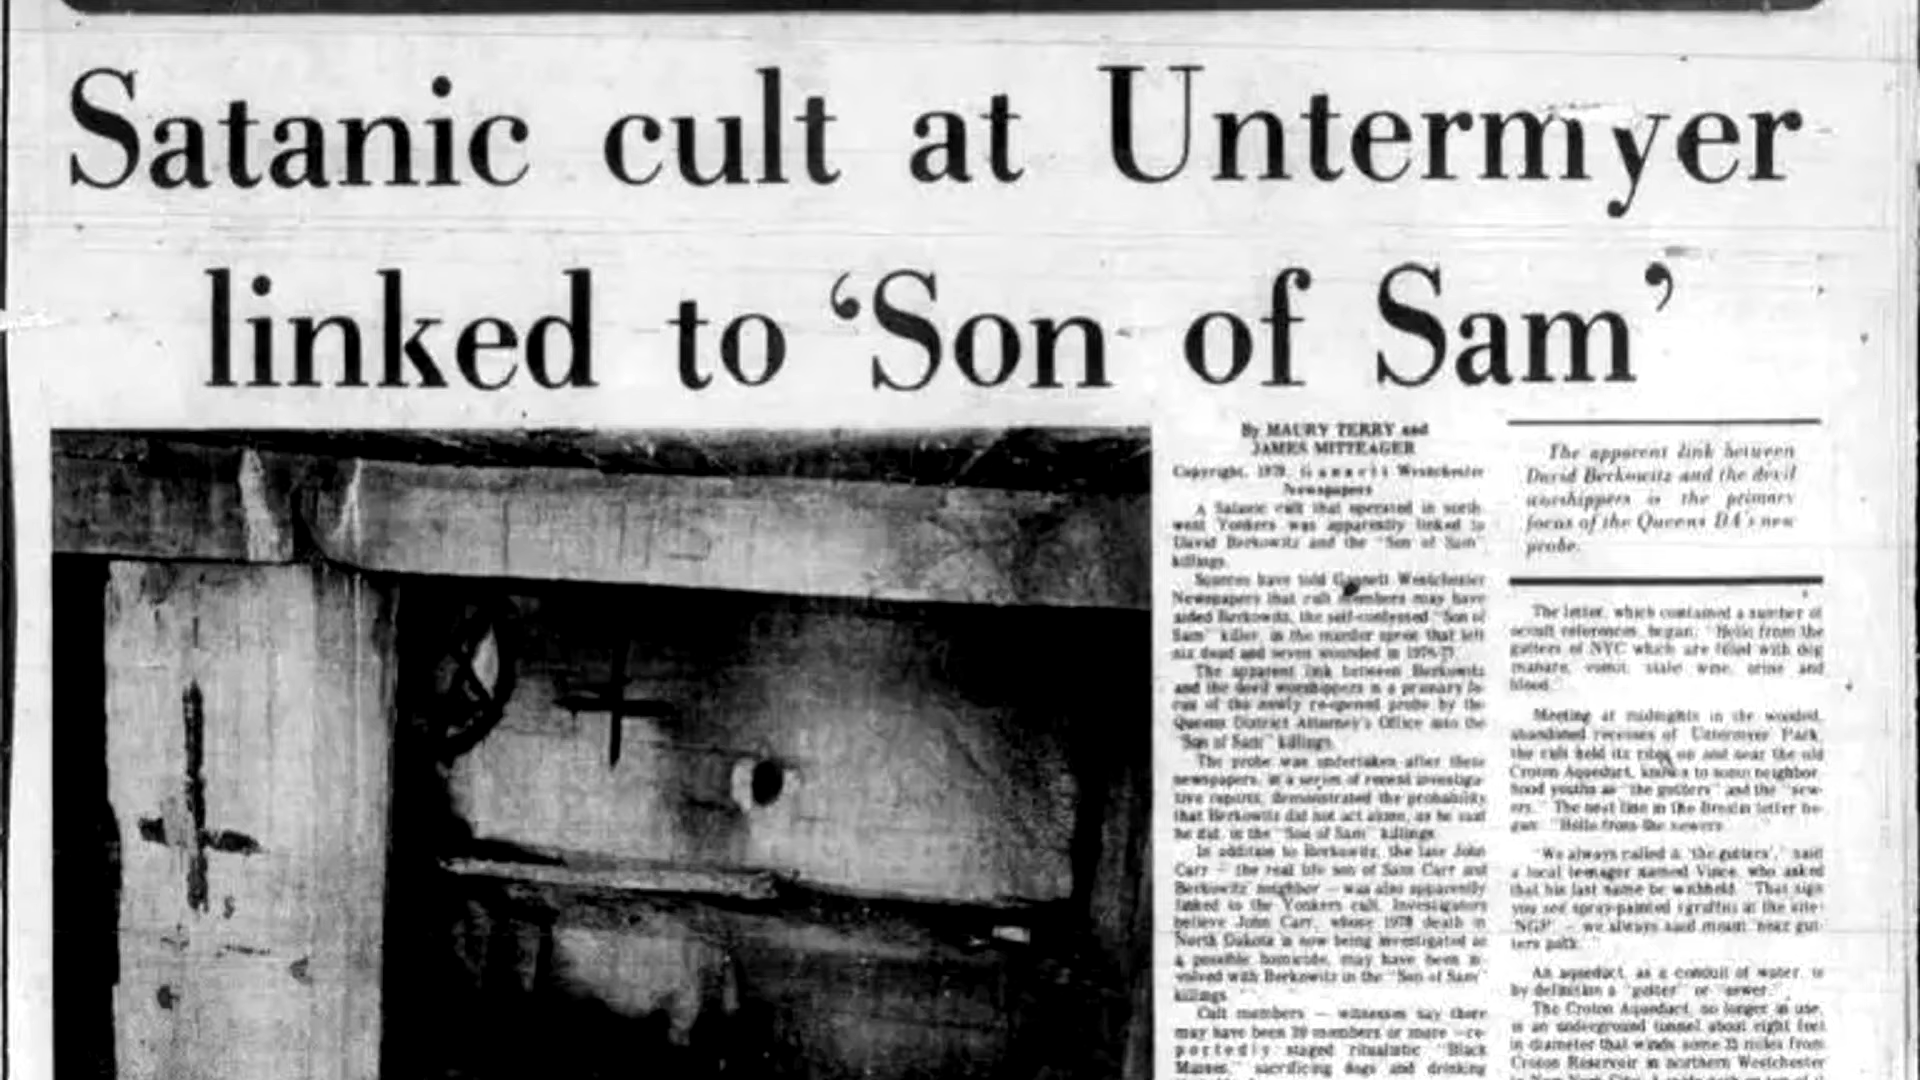 Satanic cult at Untermyer
linked to ‘Son of Sam’
By MAURY TERRY and
JAMES MITTEAGER
Copyright, 1979, Gannett Westchester
Newspapers
A Satanic cult that operated in north-
west Yonkers was apparently linked to
David Berkowitz and the "Son of Sam"
killings.
Sources have told Gannett Westchester
Newspapers that cult members may have
aided Berkowitz, the self-confessed "Son of
Sam" killer, in the murder spree that left
six dead and seven wounded in 1976-77.
The apparent link between Berkowitz
and the devil worshippers is a primary fo-
cus of the newly re-opened probe by the
Queens District Attorney's Office into the
"Son of Sam" killings.
The probe was undertaken after these
newspapers, in a series of recent investiga-
tive reports, demonstrated the probability
that Berkowitz did not act alone, as he said
he did, in the "Son of Sam" killings.
In addition to Berkowitz, the late John
Carr — the real life son of Sam Carr and
Berkowitz' neighbor — was also apparently
linked to the Yonkers cult. Investigators
believe John Carr, whose 1978 death in
North Dakota is now being investigated as
a possible homicide, may have been in-
volved with Berkowitz in the "Son of Sam"
killings.
Cult members — witnesses say there
may have been 20 members or more — re-
portedly staged ritualistic "Black
Masses," sacrificing dogs and drinking
The apparent link between
David Berkowitz and the devil
worshippers is the primary
focus of the Queens DA's new
probe.
The letter, which contained a number of
occult references, began: "Hello from the
gutters of NYC which are filled with dog
manure, vomit, stale wine, urine and
blood."
Meeting at midnights in the wooded,
abandoned recesses of Untermyer Park,
the cult held its rites on and near the old
Croton Aqueduct, known to some neighbor-
hood youths as "the gutters" and the "sew-
ers." The next line in the Breslin letter be-
gan: "Hello from the sewers
"We always called it 'the gutters'," said
a local teenager named Vince, who asked
that his last name be withheld. "That sign
you see spray-painted (graffiti at the site)
'NGP' — we always said meant 'near gut-
ters path.'"
An aqueduct, as a conduit of water, is
by definition a "gutter" or "sewer."
The Croton Aqueduct, no longer in use,
is an underground tunnel about eight feet
in diameter that winds some miles from
Croton Reservoir in northern Westchester